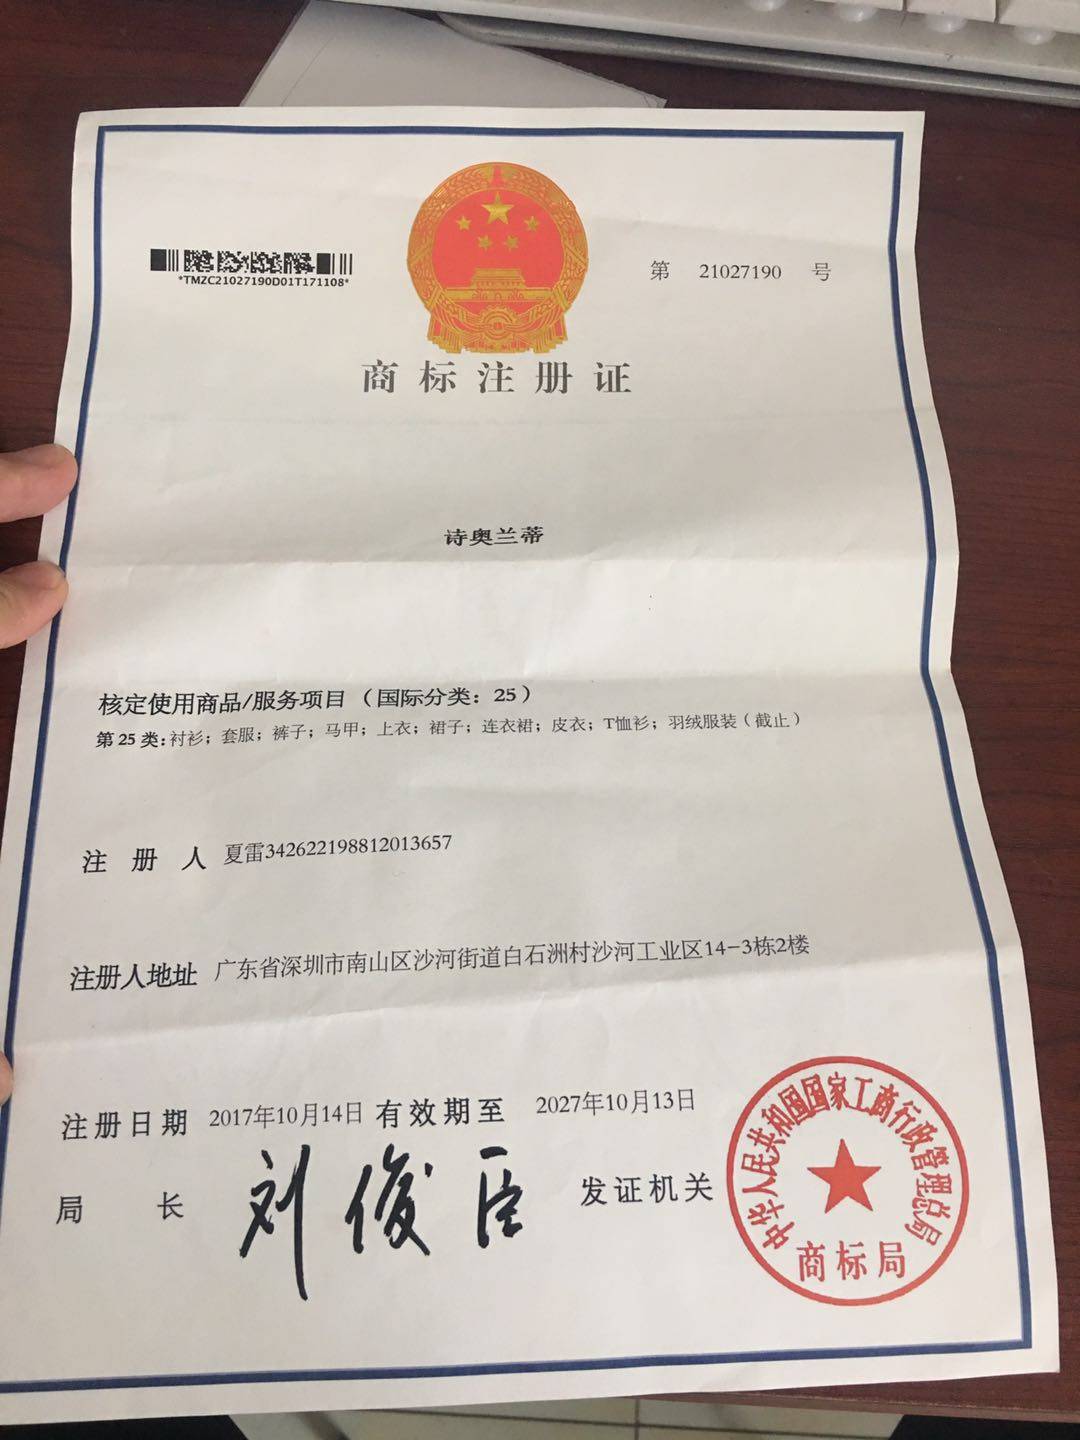 *TMZC21027190D01T171108*
第 21027190 号
商标注册证
诗奥兰蒂
核定使用商品/服务项目（国际分类：25）
第25类:衬衫；套服；裤子；马甲；上衣；裙子；连衣裙；皮衣；T恤衫；羽绒服装（截止）
注册人 夏雷342622198812013657
注册人地址 广东省深圳市南山区沙河街道白石洲村沙河工业区14-3栋2楼
注册日期 2017年10月14日 有效期至 2027年10月13日
局长 刘俊臣 发证机关
中华人民共和国国家工商行政管理总局
商标局